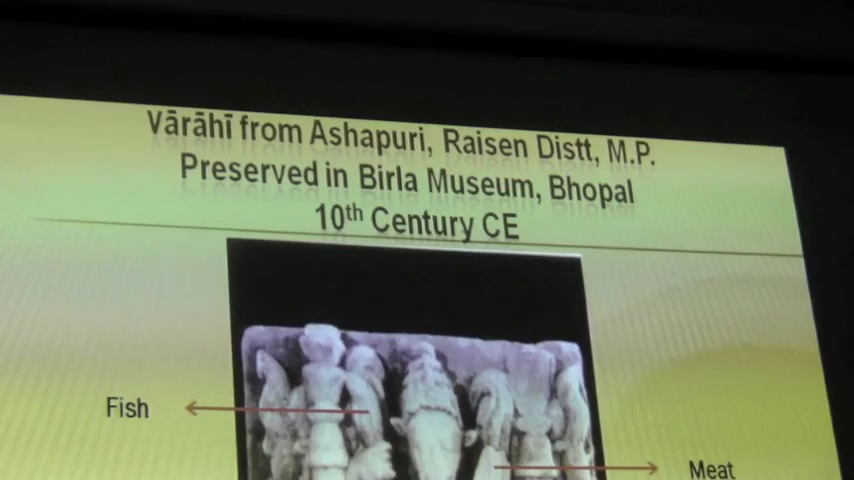 Vārāhī from Ashapuri, Raisen Distt, M.P.
Preserved in Birla Museum, Bhopal
10th Century CE
Fish
Meat